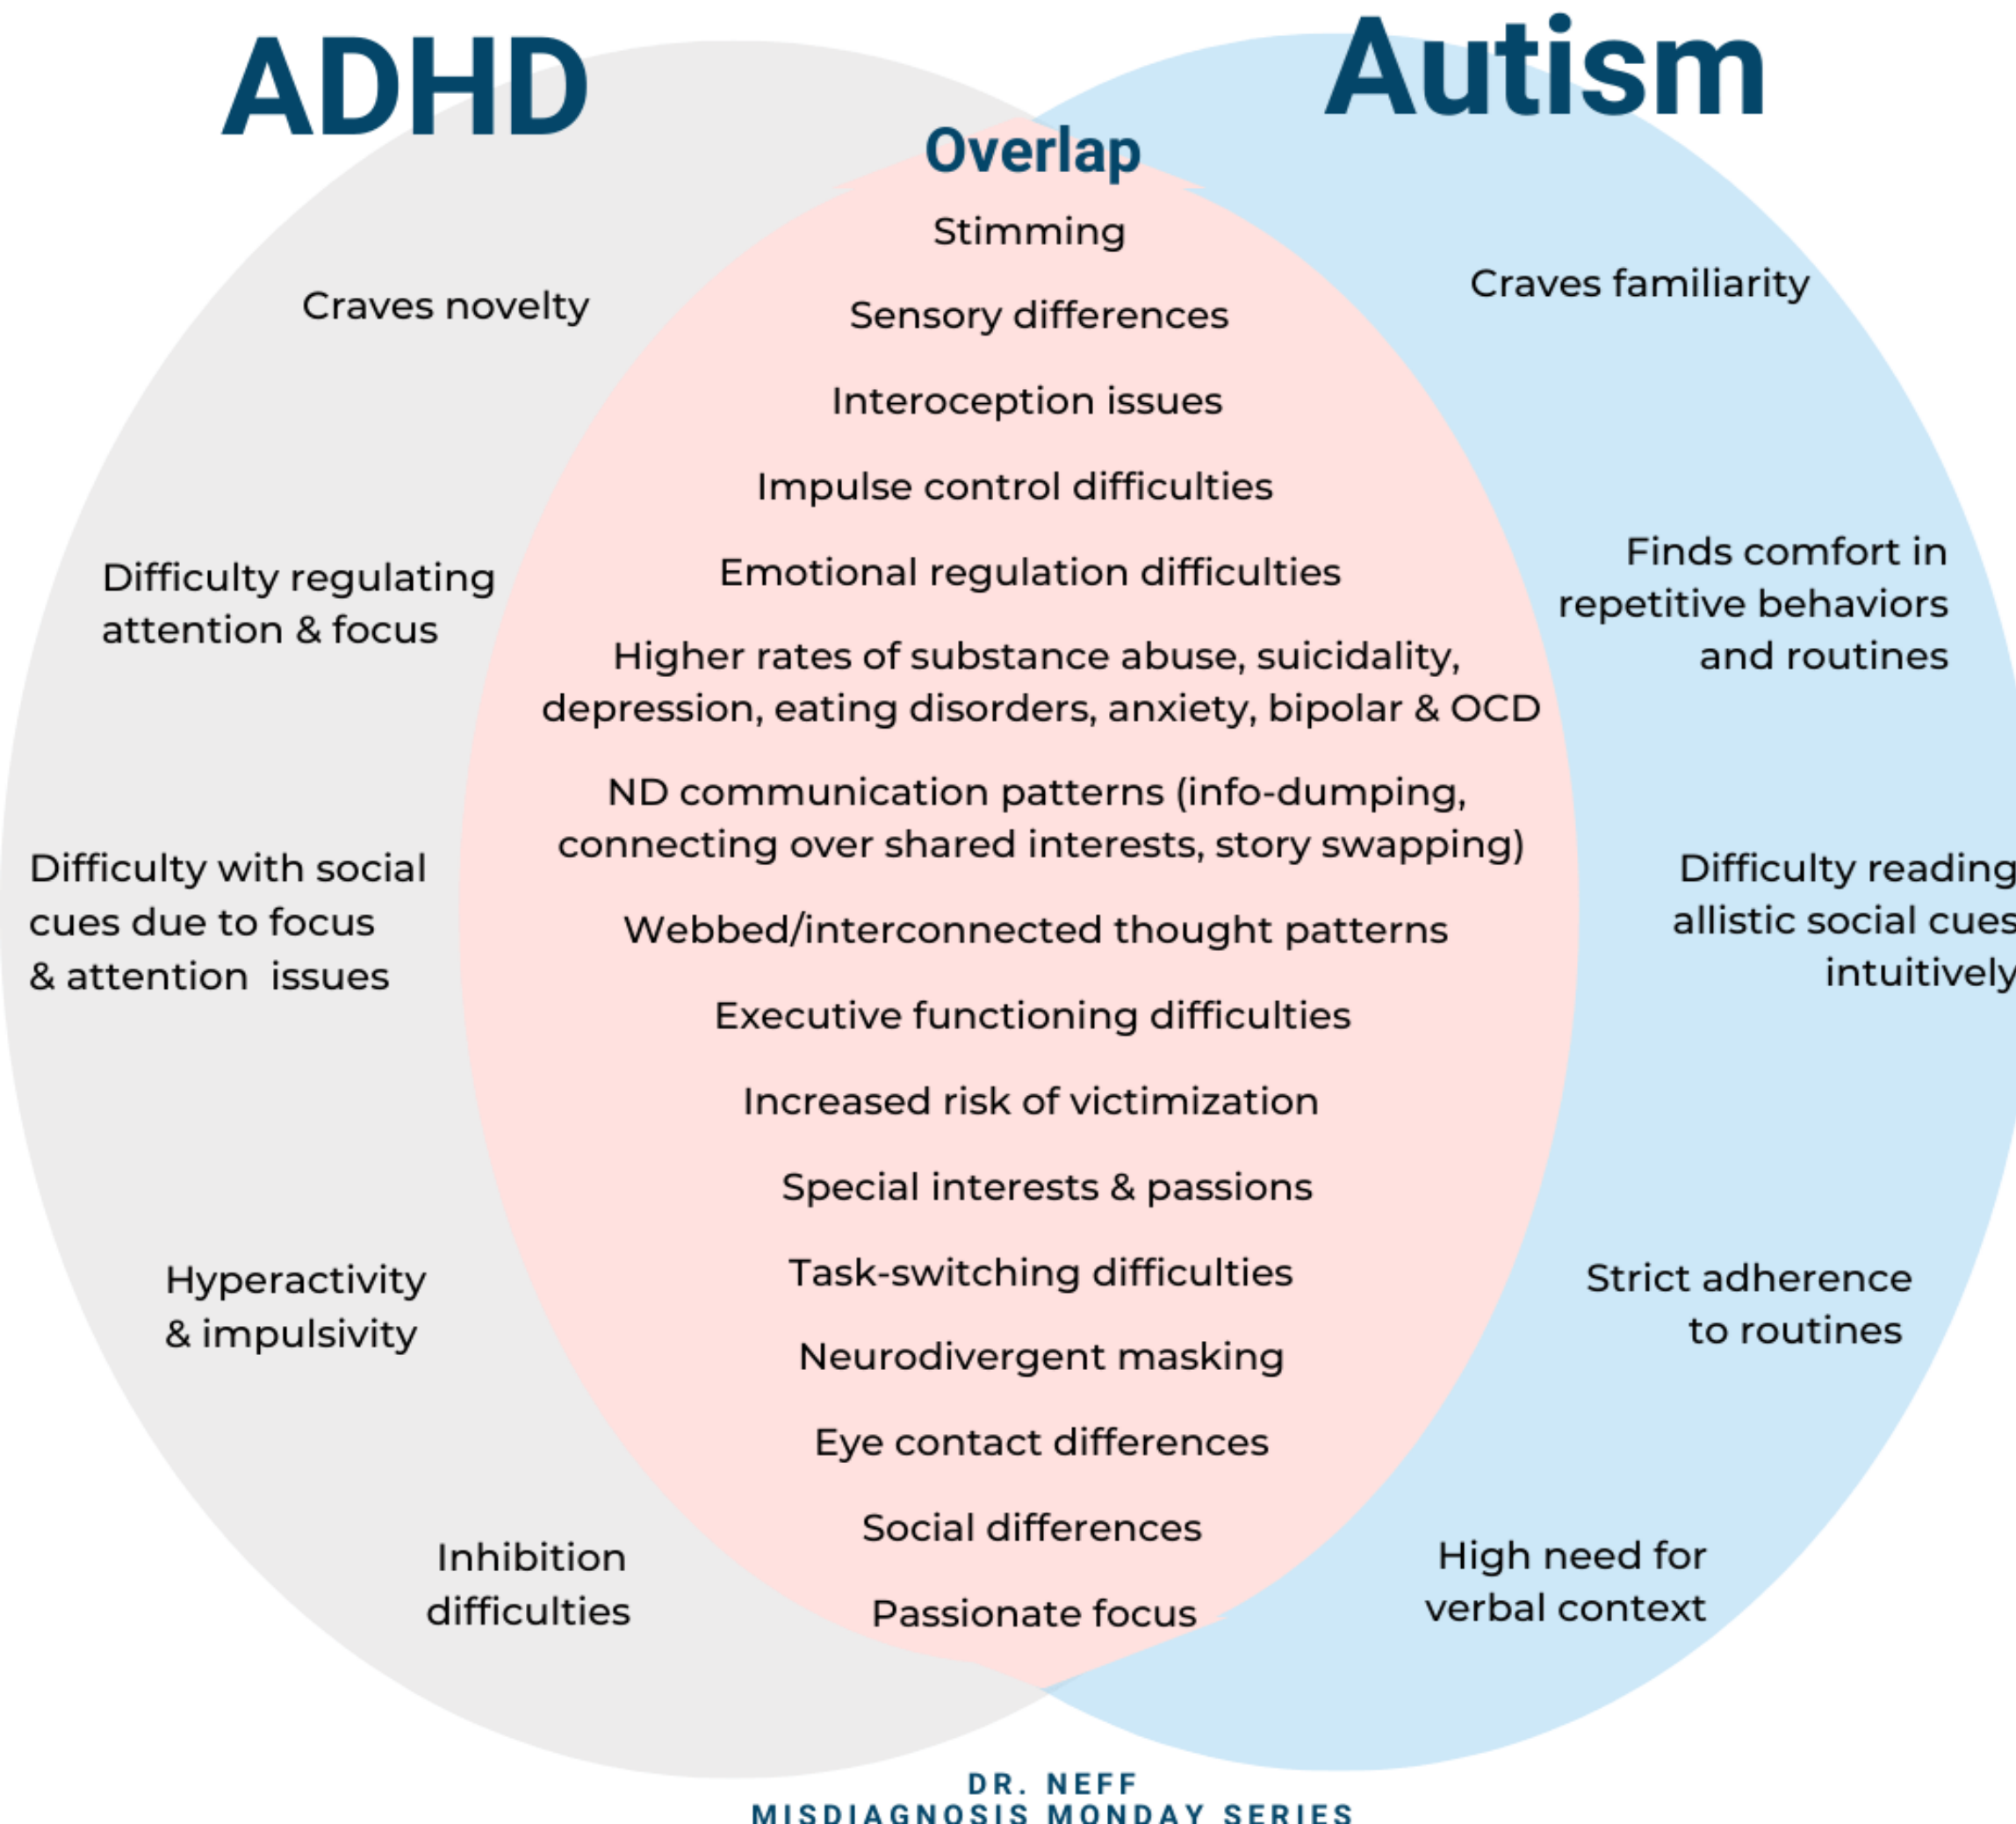 ADHD
Autism
Overlap
Stimming
Sensory differences
Interoception issues
Impulse control difficulties
Emotional regulation difficulties
Higher rates of substance abuse, suicidality,
depression, eating disorders, anxiety, bipolar & OCD
ND communication patterns (info-dumping,
connecting over shared interests, story swapping)
Webbed/interconnected thought patterns
Executive functioning difficulties
Increased risk of victimization
Special interests & passions
Task-switching difficulties
Neurodivergent masking
Eye contact differences
Social differences
Passionate focus
Craves novelty
Difficulty regulating
attention & focus
Difficulty with social
cues due to focus
& attention issues
Hyperactivity
& impulsivity
Inhibition
difficulties
Craves familiarity
Finds comfort in
repetitive behaviors
and routines
Difficulty reading
allistic social cues
intuitively
Strict adherence
to routines
High need for
verbal context
DR. NEFF
MISDIAGNOSIS MONDAY SERIES